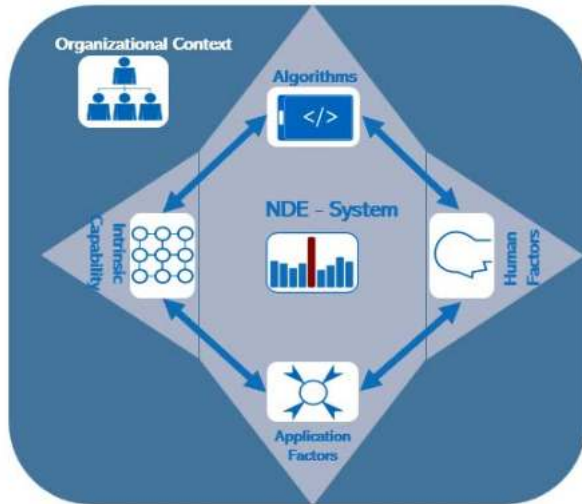 Organizational Context
Algorithms
</>
NDE - System
Intrinsic
Capability
Human
Factors
Application
Factors